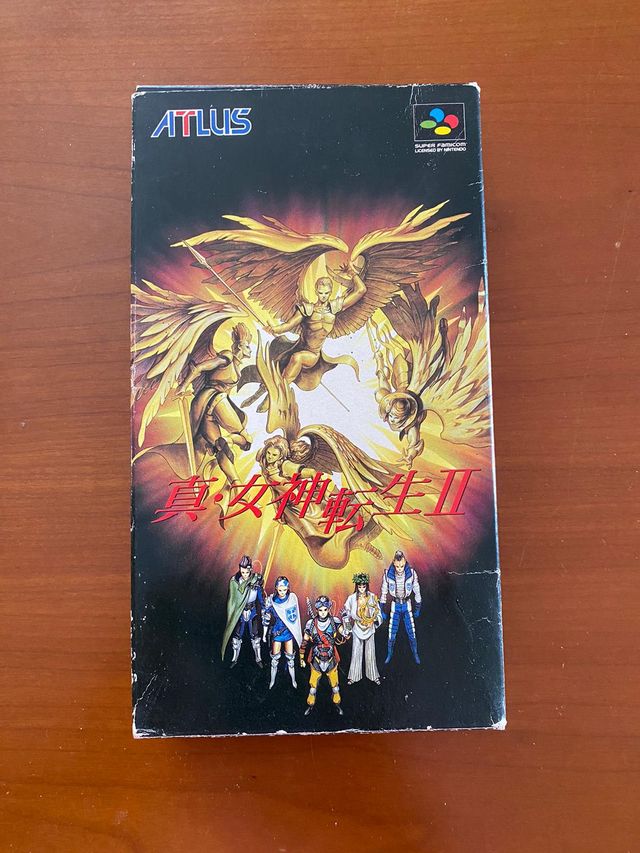 ATLUS
SUPER FAMICOM
LICENSED BY NINTENDO
真・女神転生II